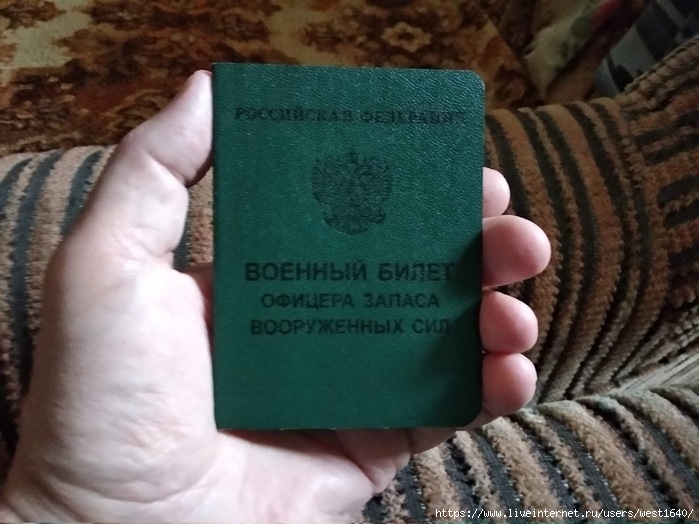 РОССИЙСКАЯ ФЕДЕРАЦИЯ
ВОЕННЫЙ БИЛЕТ
ОФИЦЕРА ЗАПАСА
ВООРУЖЕННЫХ СИЛ
https://www.liveinternet.ru/users/west1640/